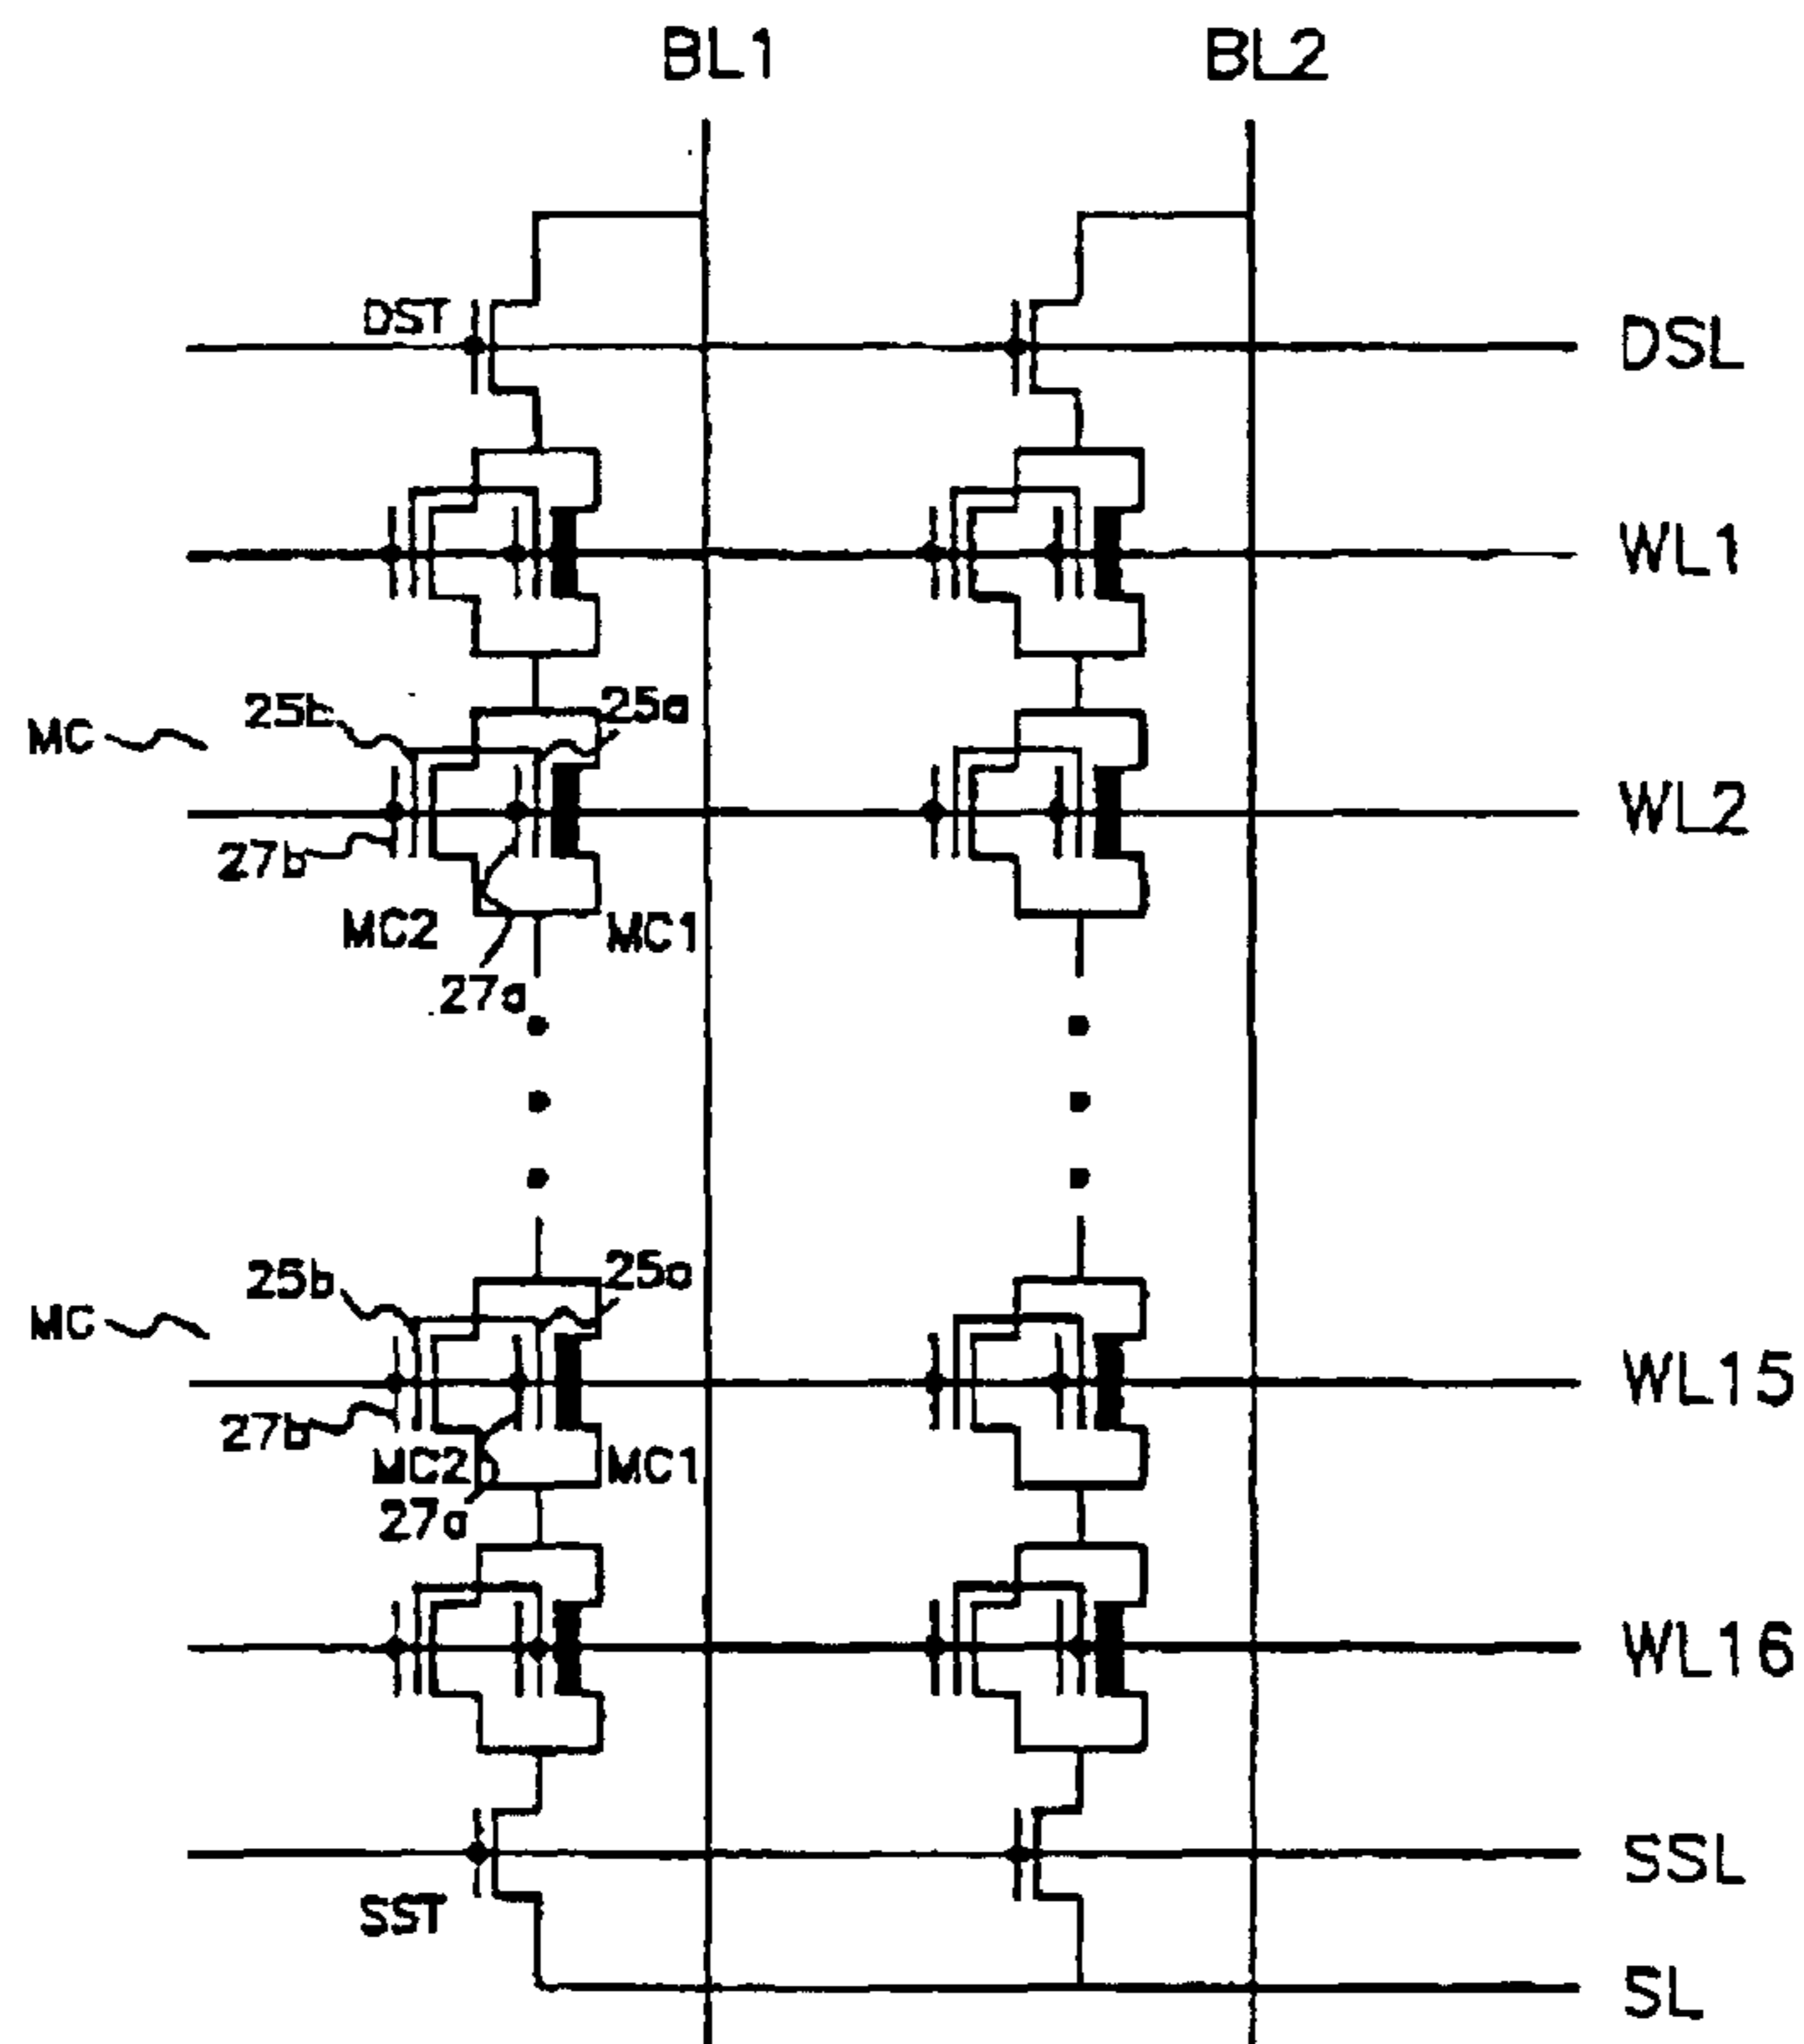 BL1 BL2
DST DSL
WL1
MC 25b 25a
WL2
27b
MC2 MC1
27a
25b 25a
MC
WL15
27b
MC2 MC1
27a
WL16
SSL
SST
SL